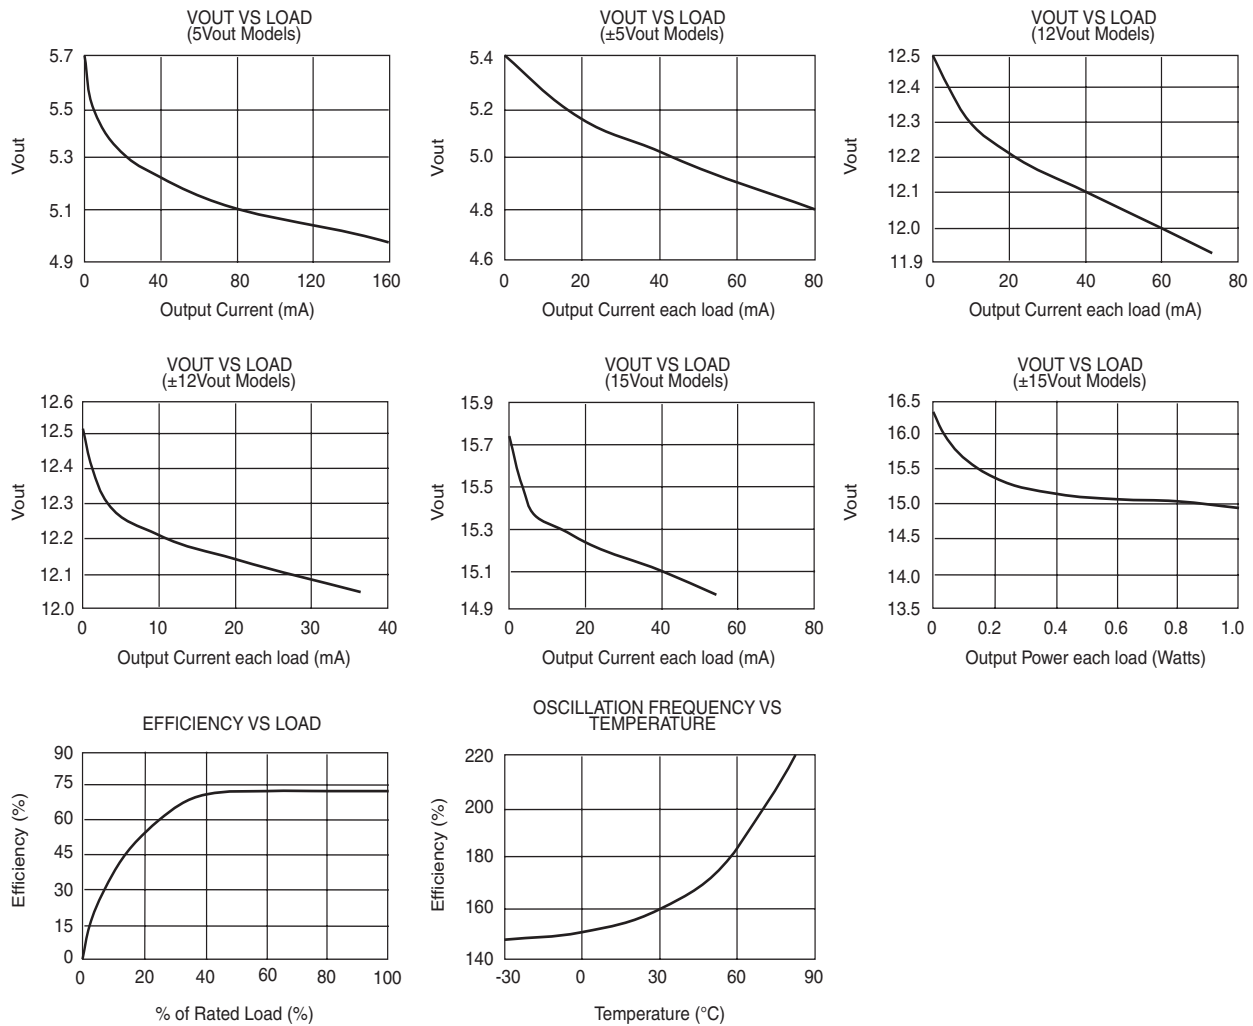 VOUT VS LOAD
(5Vout Models)
5.7
5.5
5.3
5.1
4.9
Vout
0 40 80 120 160
Output Current (mA)
VOUT VS LOAD
(±5Vout Models)
5.4
5.2
5.0
4.8
4.6
Vout
0 20 40 60 80
Output Current each load (mA)
VOUT VS LOAD
(12Vout Models)
12.5
12.4
12.3
12.2
12.1
12.0
11.9
Vout
0 20 40 60 80
Output Current each load (mA)
VOUT VS LOAD
(±12Vout Models)
12.6
12.5
12.4
12.3
12.2
12.1
12.0
Vout
0 10 20 30 40
Output Current each load (mA)
VOUT VS LOAD
(15Vout Models)
15.9
15.7
15.5
15.3
15.1
14.9
Vout
0 20 40 60 80
Output Current each load (mA)
VOUT VS LOAD
(±15Vout Models)
16.5
16.0
15.5
15.0
14.5
14.0
13.5
Vout
0 0.2 0.4 0.6 0.8 1.0
Output Power each load (Watts)
EFFICIENCY VS LOAD
90
75
60
45
30
15
0
Efficiency (%)
0 20 40 60 80 100
% of Rated Load (%)
OSCILLATION FREQUENCY VS
TEMPERATURE
220
200
180
160
140
Efficiency (%)
-30 0 30 60 90
Temperature (°C)